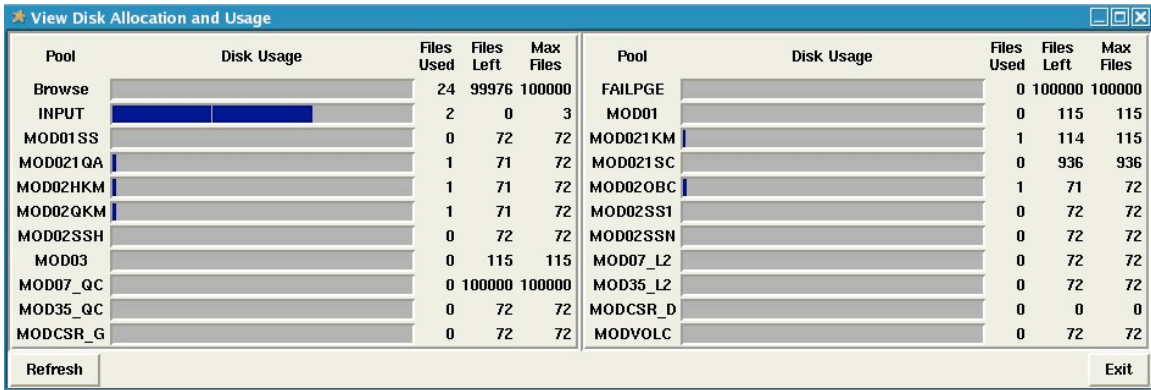 View Disk Allocation and Usage
Pool Disk Usage Files Used Files Left Max Files
Browse 24 99976 100000
INPUT 2 0 3
MOD01SS 0 72 72
MOD021QA 1 71 72
MOD02HKM 1 71 72
MOD02QKM 1 71 72
MOD02SSH 0 72 72
MOD03 0 115 115
MOD07_QC 0 100000 100000
MOD35_QC 0 72 72
MODCSR_G 0 72 72
Pool Disk Usage Files Used Files Left Max Files
FAILPGE 0 100000 100000
MOD01 0 115 115
MOD021KM 1 114 115
MOD021SC 0 936 936
MOD02OBC 1 71 72
MOD02SS1 0 72 72
MOD02SSN 0 72 72
MOD07_L2 0 72 72
MOD35_L2 0 72 72
MODCSR_D 0 0 0
MODVOLC 0 72 72
Refresh Exit